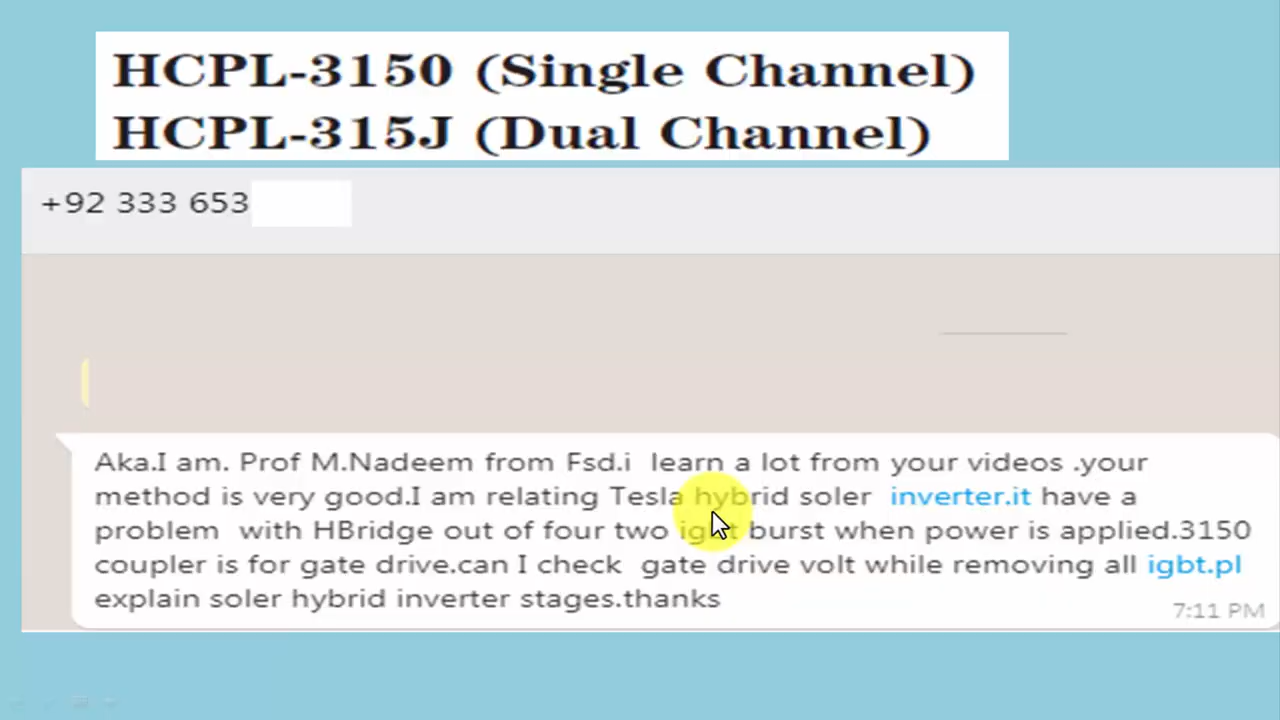 HCPL-3150 (Single Channel)
HCPL-315J (Dual Channel)
+92 333 653
Aka.I am. Prof M.Nadeem from Fsd.i learn a lot from your videos .your
method is very good.I am relating Tesla hybrid soler inverter.it have a
problem with HBridge out of four two igbt burst when power is applied.3150
coupler is for gate drive.can I check gate drive volt while removing all igbt.pl
explain soler hybrid inverter stages.thanks
7:11 PM